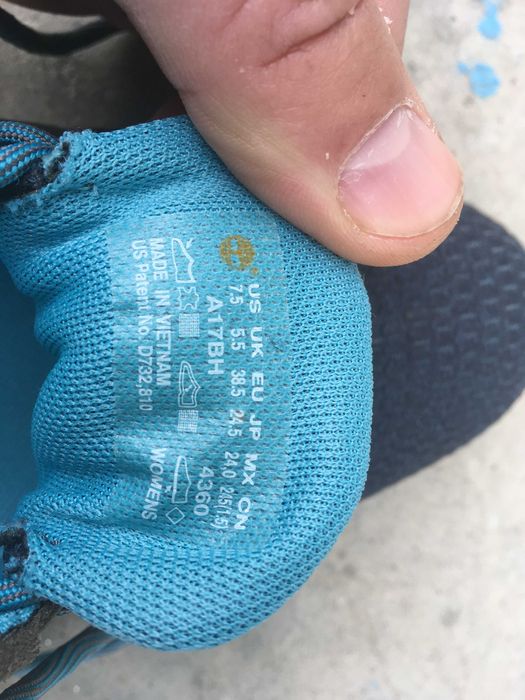 US UK EU JP MX CN
7.5 5.5 38.5 24.5 24.0 245(1.5)
A17BH 4360
WOMENS
MADE IN VIETNAM
US Patent No. D732,810